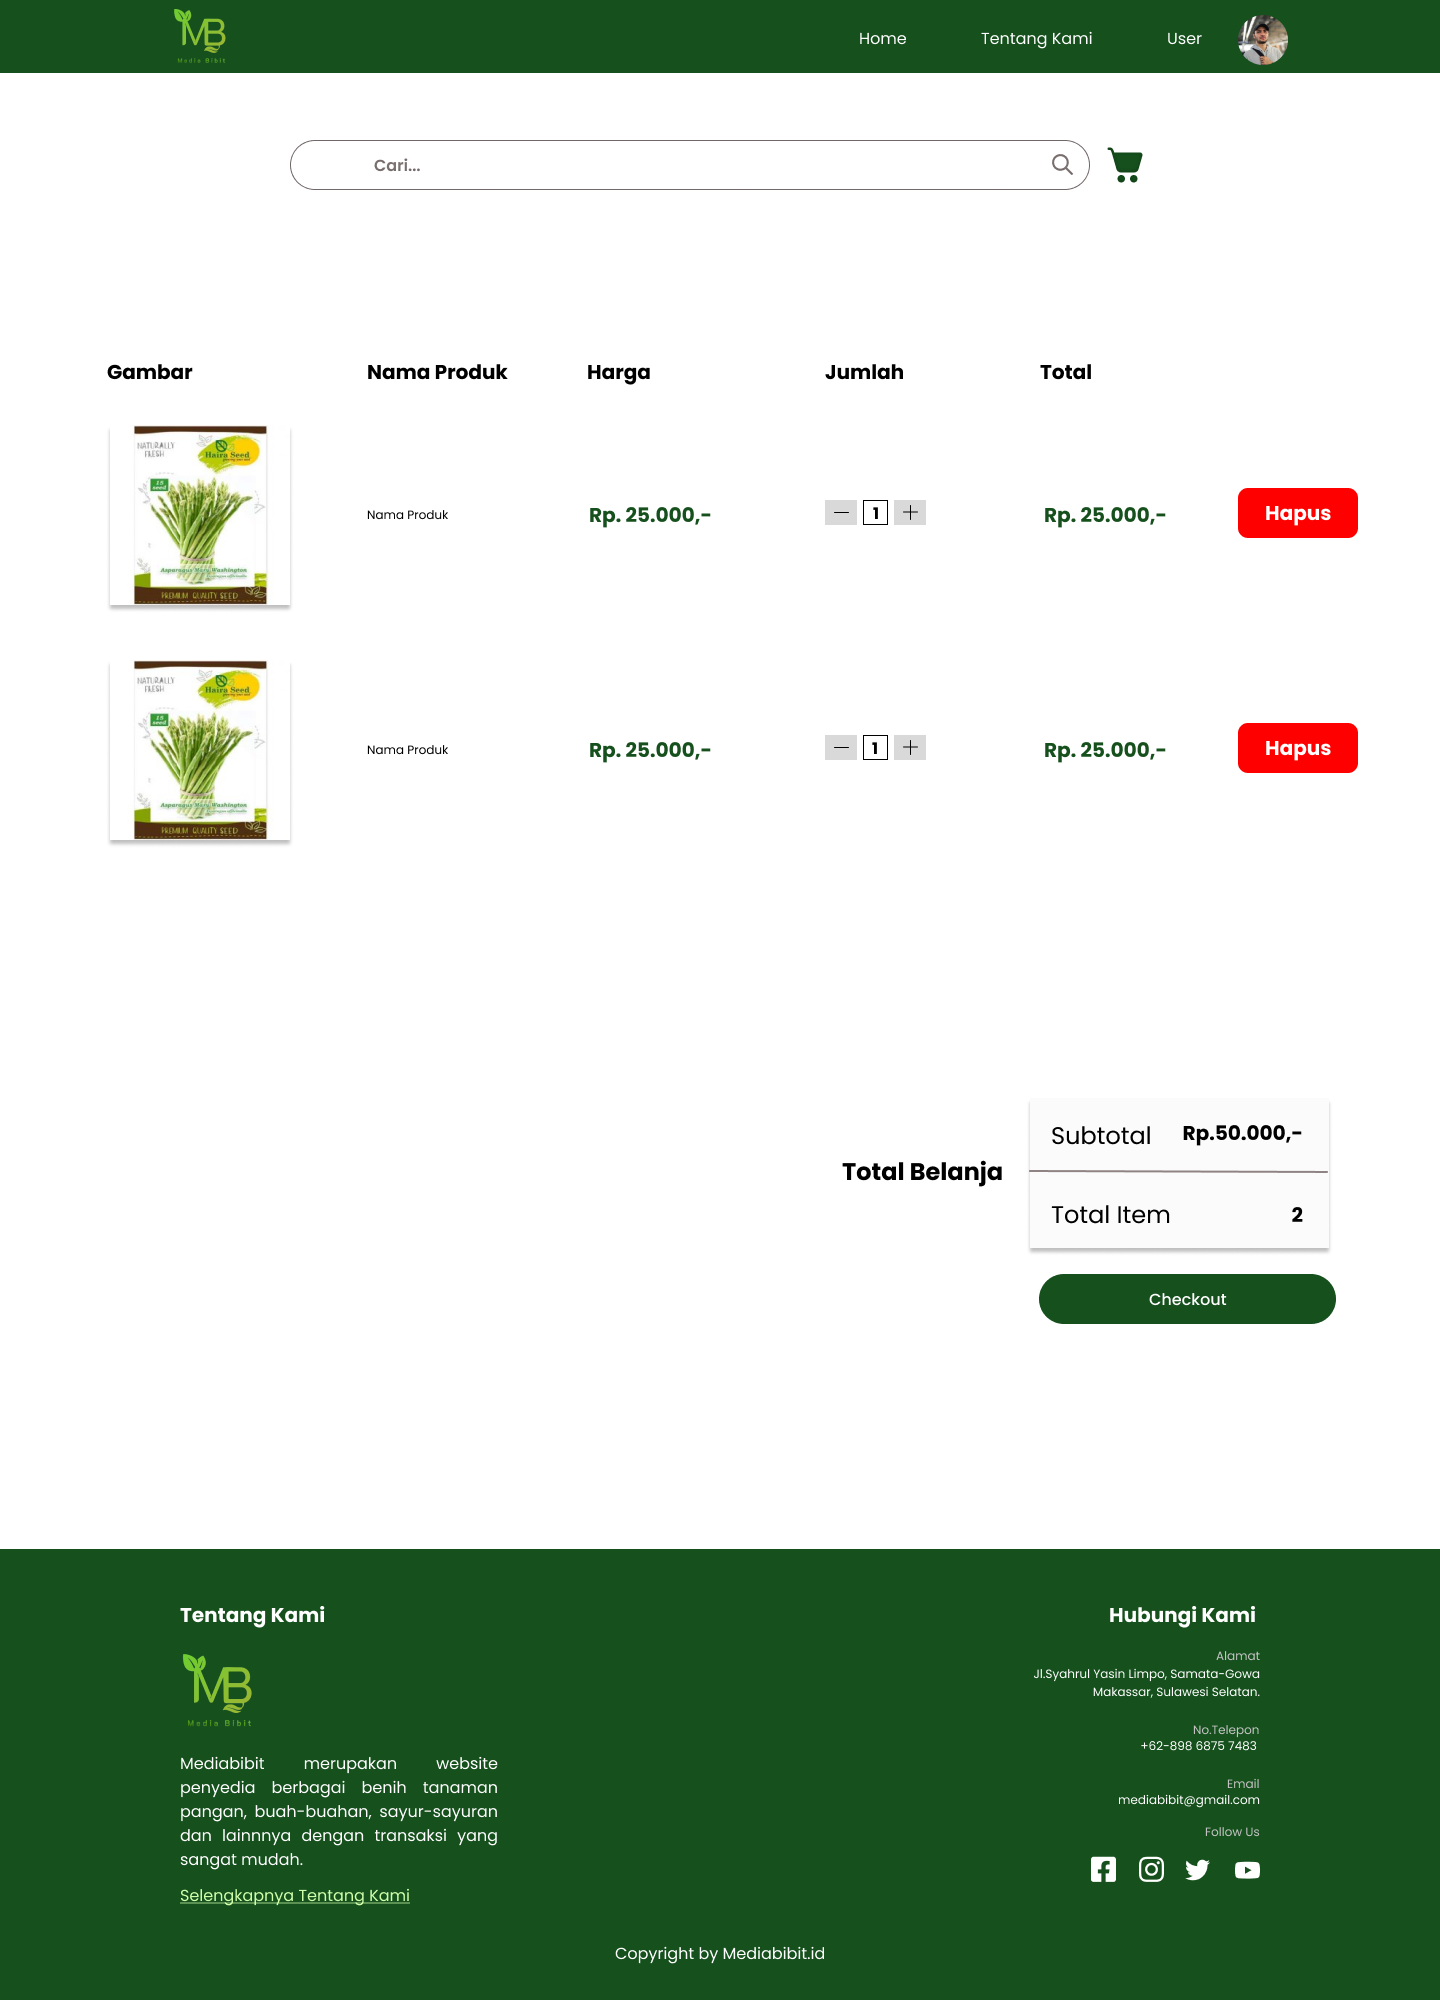 MB
Media Bibit
Home
Tentang Kami
User
Cari...
Gambar
Nama Produk
Harga
Jumlah
Total
NATURALLY
FRESH
Haira Seed
15
seed
Asparagus Mary Washington
PREMIUM QUALITY SEED
Nama Produk
Rp. 25.000,-
1
Rp. 25.000,-
Hapus
NATURALLY
FRESH
Haira Seed
15
seed
Asparagus Mary Washington
PREMIUM QUALITY SEED
Nama Produk
Rp. 25.000,-
1
Rp. 25.000,-
Hapus
Total Belanja
Subtotal
Rp.50.000,-
Total Item
2
Checkout
Tentang Kami
MB
Media Bibit
Mediabibit merupakan website
penyedia berbagai benih tanaman
pangan, buah-buahan, sayur-sayuran
dan lainnnya dengan transaksi yang
sangat mudah.
Selengkapnya Tentang Kami
Hubungi Kami
Alamat
Jl.Syahrul Yasin Limpo, Samata-Gowa
Makassar, Sulawesi Selatan.
No.Telepon
+62-898 6875 7483
Email
mediabibit@gmail.com
Follow Us
Copyright by Mediabibit.id